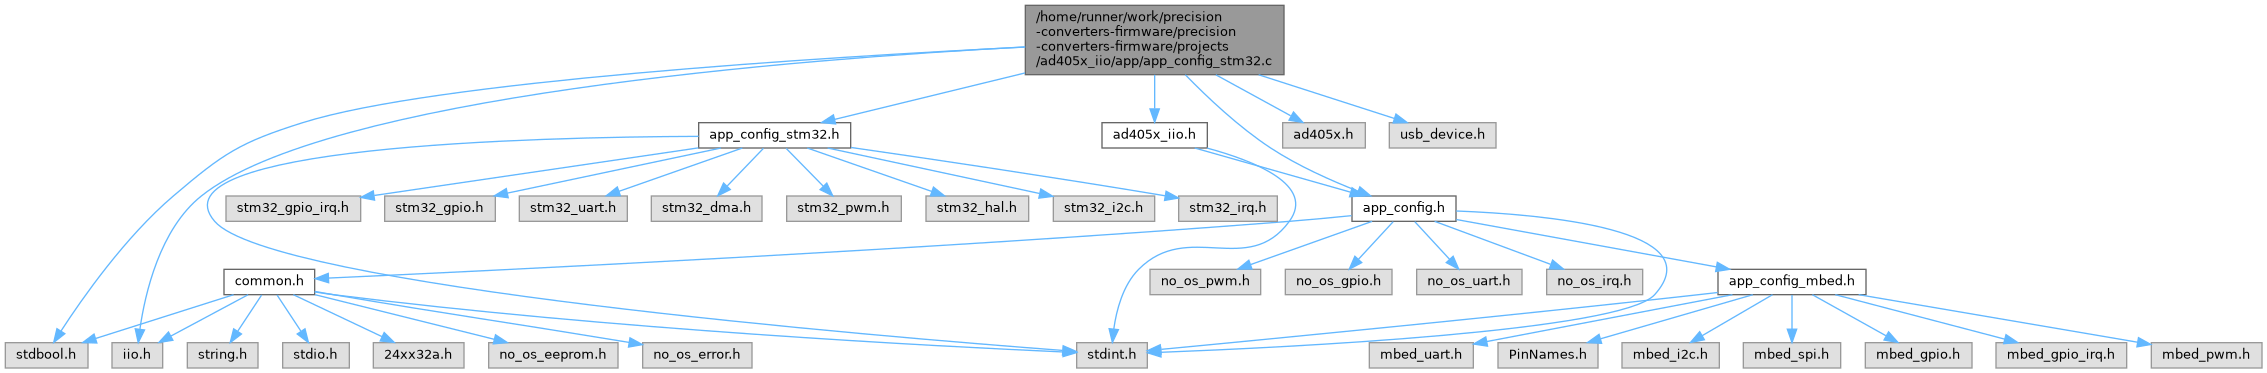 /home/runner/work/precision
-converters-firmware/precision
-converters-firmware/projects
/ad405x_iio/app/app_config_stm32.c
app_config_stm32.h
ad405x_iio.h
ad405x.h
usb_device.h
stm32_gpio_irq.h
stm32_gpio.h
stm32_uart.h
stm32_dma.h
stm32_pwm.h
stm32_hal.h
stm32_i2c.h
stm32_irq.h
app_config.h
common.h
no_os_pwm.h
no_os_gpio.h
no_os_uart.h
no_os_irq.h
app_config_mbed.h
stdbool.h
iio.h
string.h
stdio.h
24xx32a.h
no_os_eeprom.h
no_os_error.h
stdint.h
mbed_uart.h
PinNames.h
mbed_i2c.h
mbed_spi.h
mbed_gpio.h
mbed_gpio_irq.h
mbed_pwm.h